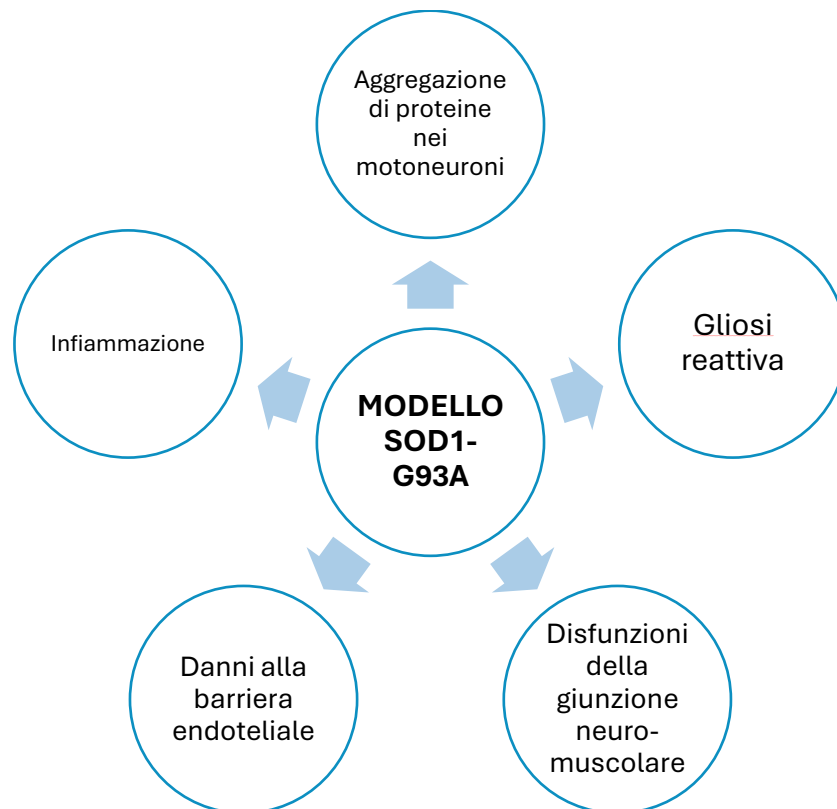 Aggregazione
di proteine
nei
motoneuroni
Gliosi
reattiva
Infiammazione
MODELLO
SOD1-
G93A
Danni alla
barriera
endoteliale
Disfunzioni
della
giunzione
neuro-
muscolare